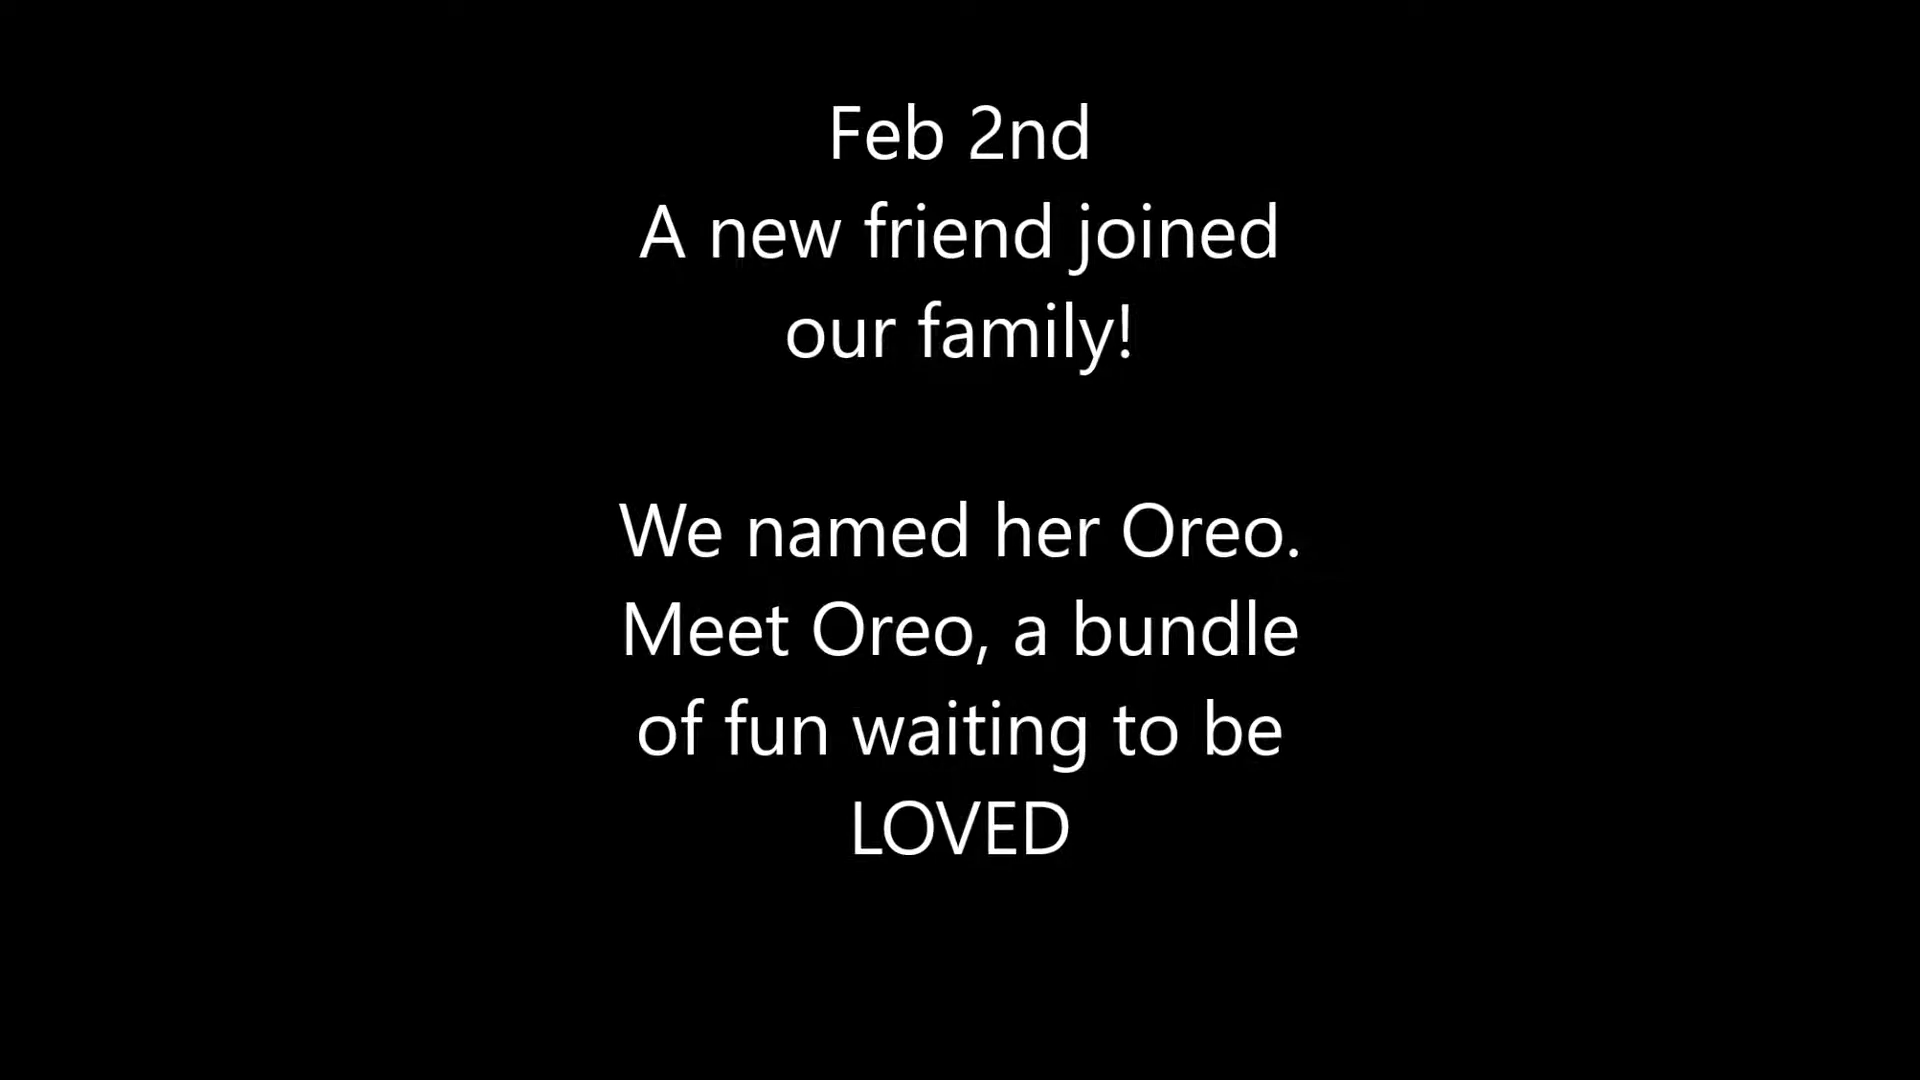 Feb 2nd
A new friend joined
our family!
We named her Oreo.
Meet Oreo, a bundle
of fun waiting to be
LOVED